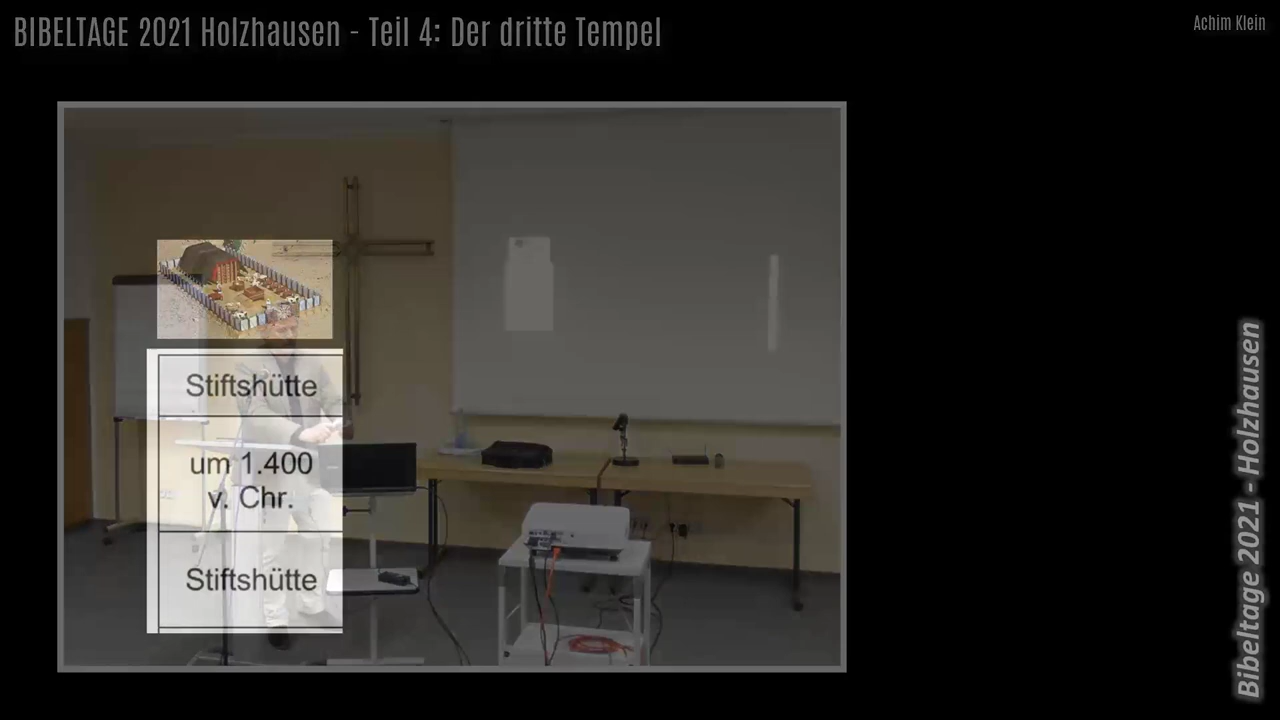 BIBELTAGE 2021 Holzhausen - Teil 4: Der dritte Tempel
Achim Klein
Stiftshütte
um 1.400
v. Chr.
Stiftshütte
Bibeltage 2021 - Holzhausen